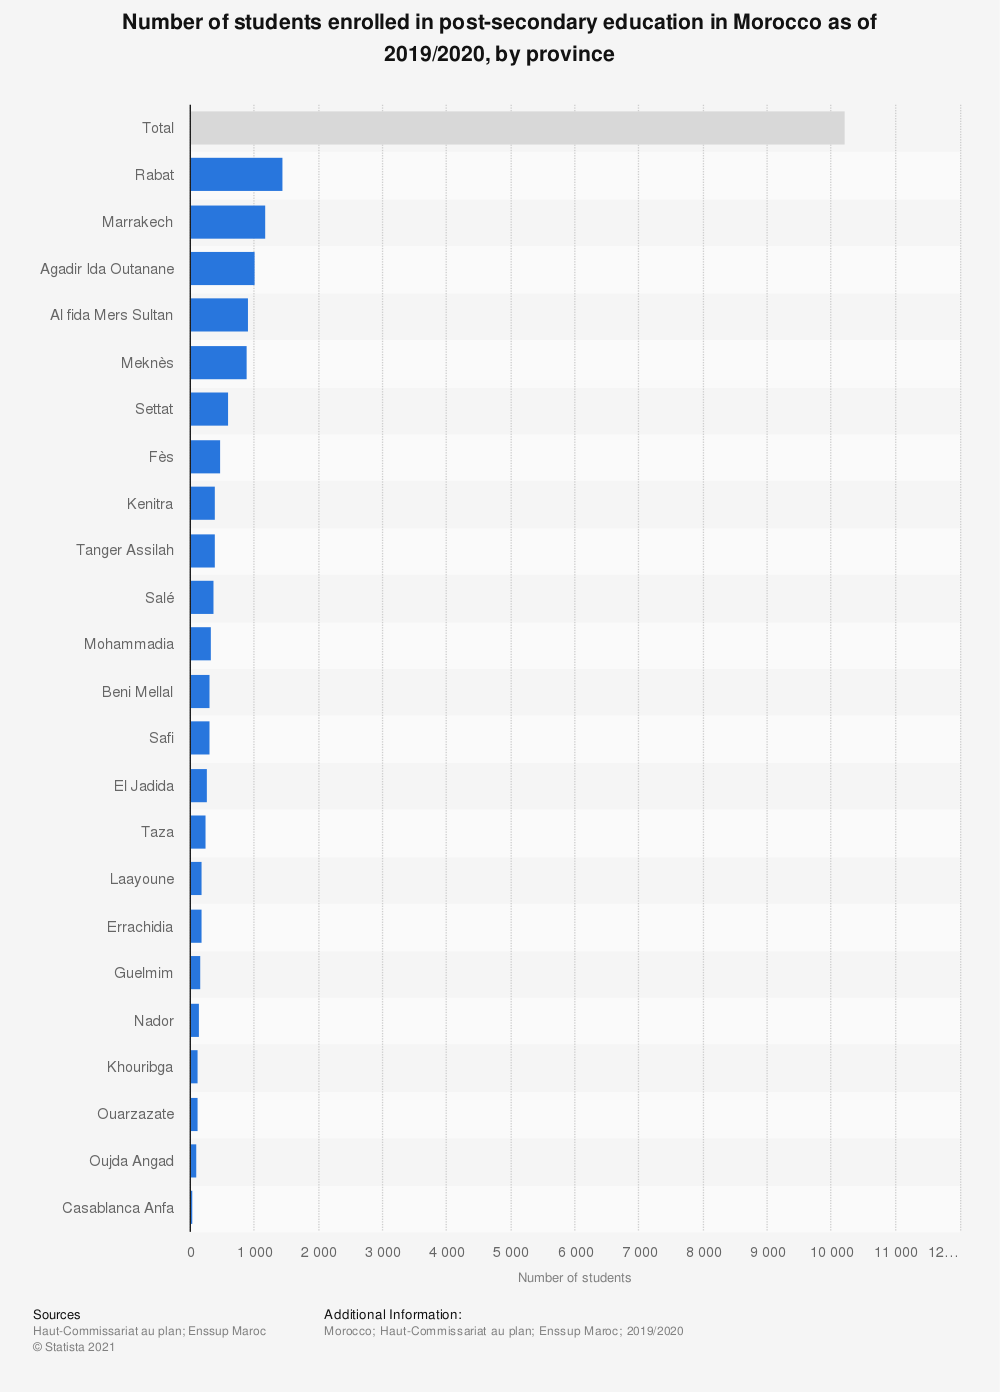 Number of students enrolled in post-secondary education in Morocco as of
2019/2020, by province
Total
Rabat
Marrakech
Agadir Ida Outanane
Al fida Mers Sultan
Meknès
Settat
Fès
Kenitra
Tanger Assilah
Salé
Mohammadia
Beni Mellal
Safi
El Jadida
Taza
Laayoune
Errachidia
Guelmim
Nador
Khouribga
Ouarzazate
Oujda Angad
Casablanca Anfa
0 1 000 2 000 3 000 4 000 5 000 6 000 7 000 8 000 9 000 10 000 11 000 12…
Number of students
Sources
Haut-Commissariat au plan; Enssup Maroc
© Statista 2021
Additional Information:
Morocco; Haut-Commissariat au plan; Enssup Maroc; 2019/2020